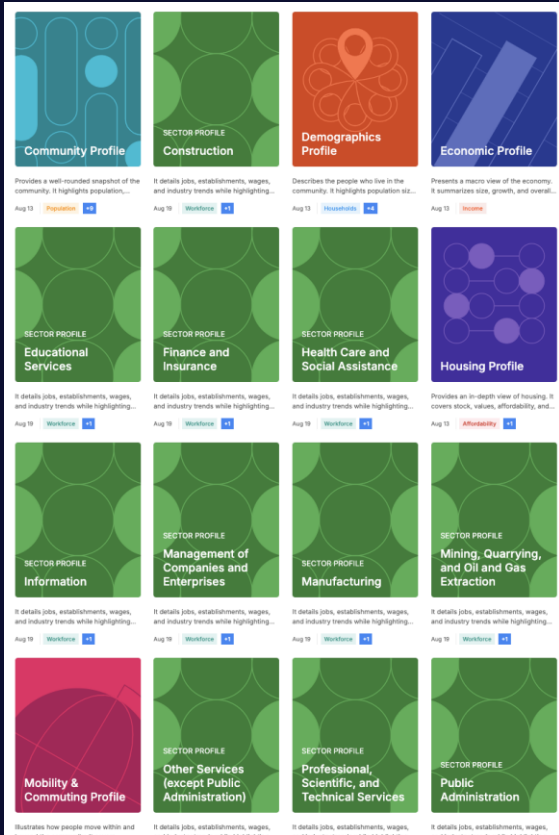 Community Profile
Provides a well-rounded snapshot of the
community. It highlights population,...
Aug 13 Population +9
SECTOR PROFILE
Construction
It details jobs, establishments, wages,
and industry trends while highlighting...
Aug 19 Workforce +1
Demographics
Profile
Describes the people who live in the
community. It highlights population siz...
Aug 13 Households +4
Economic Profile
Presents a macro view of the economy.
It summarizes size, growth, and overall...
Aug 13 Income
SECTOR PROFILE
Educational
Services
It details jobs, establishments, wages,
and industry trends while highlighting...
Aug 19 Workforce +1
SECTOR PROFILE
Finance and
Insurance
It details jobs, establishments, wages,
and industry trends while highlighting...
Aug 19 Workforce +1
SECTOR PROFILE
Health Care and
Social Assistance
It details jobs, establishments, wages,
and industry trends while highlighting...
Aug 19 Workforce +1
Housing Profile
Provides an in-depth view of housing. It
covers stock, values, affordability, and...
Aug 13 Affordability +1
SECTOR PROFILE
Information
It details jobs, establishments, wages,
and industry trends while highlighting...
Aug 19 Workforce +1
SECTOR PROFILE
Management of
Companies and
Enterprises
It details jobs, establishments, wages,
and industry trends while highlighting...
Aug 19 Workforce +1
SECTOR PROFILE
Manufacturing
It details jobs, establishments, wages,
and industry trends while highlighting...
Aug 19 Workforce +1
SECTOR PROFILE
Mining, Quarrying,
and Oil and Gas
Extraction
It details jobs, establishments, wages,
and industry trends while highlighting...
Aug 19 Workforce +1
Mobility &
Commuting Profile
Illustrates how people move within and
SECTOR PROFILE
Other Services
(except Public
Administration)
It details jobs, establishments, wages,
SECTOR PROFILE
Professional,
Scientific, and
Technical Services
It details jobs, establishments, wages,
SECTOR PROFILE
Public
Administration
It details jobs, establishments, wages,